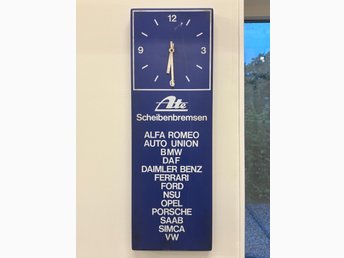 12
9 3
6
Ate
Scheibenbremsen
ALFA ROMEO
AUTO UNION
BMW
DAF
DAIMLER BENZ
FERRARI
FORD
NSU
OPEL
PORSCHE
SAAB
SIMCA
VW